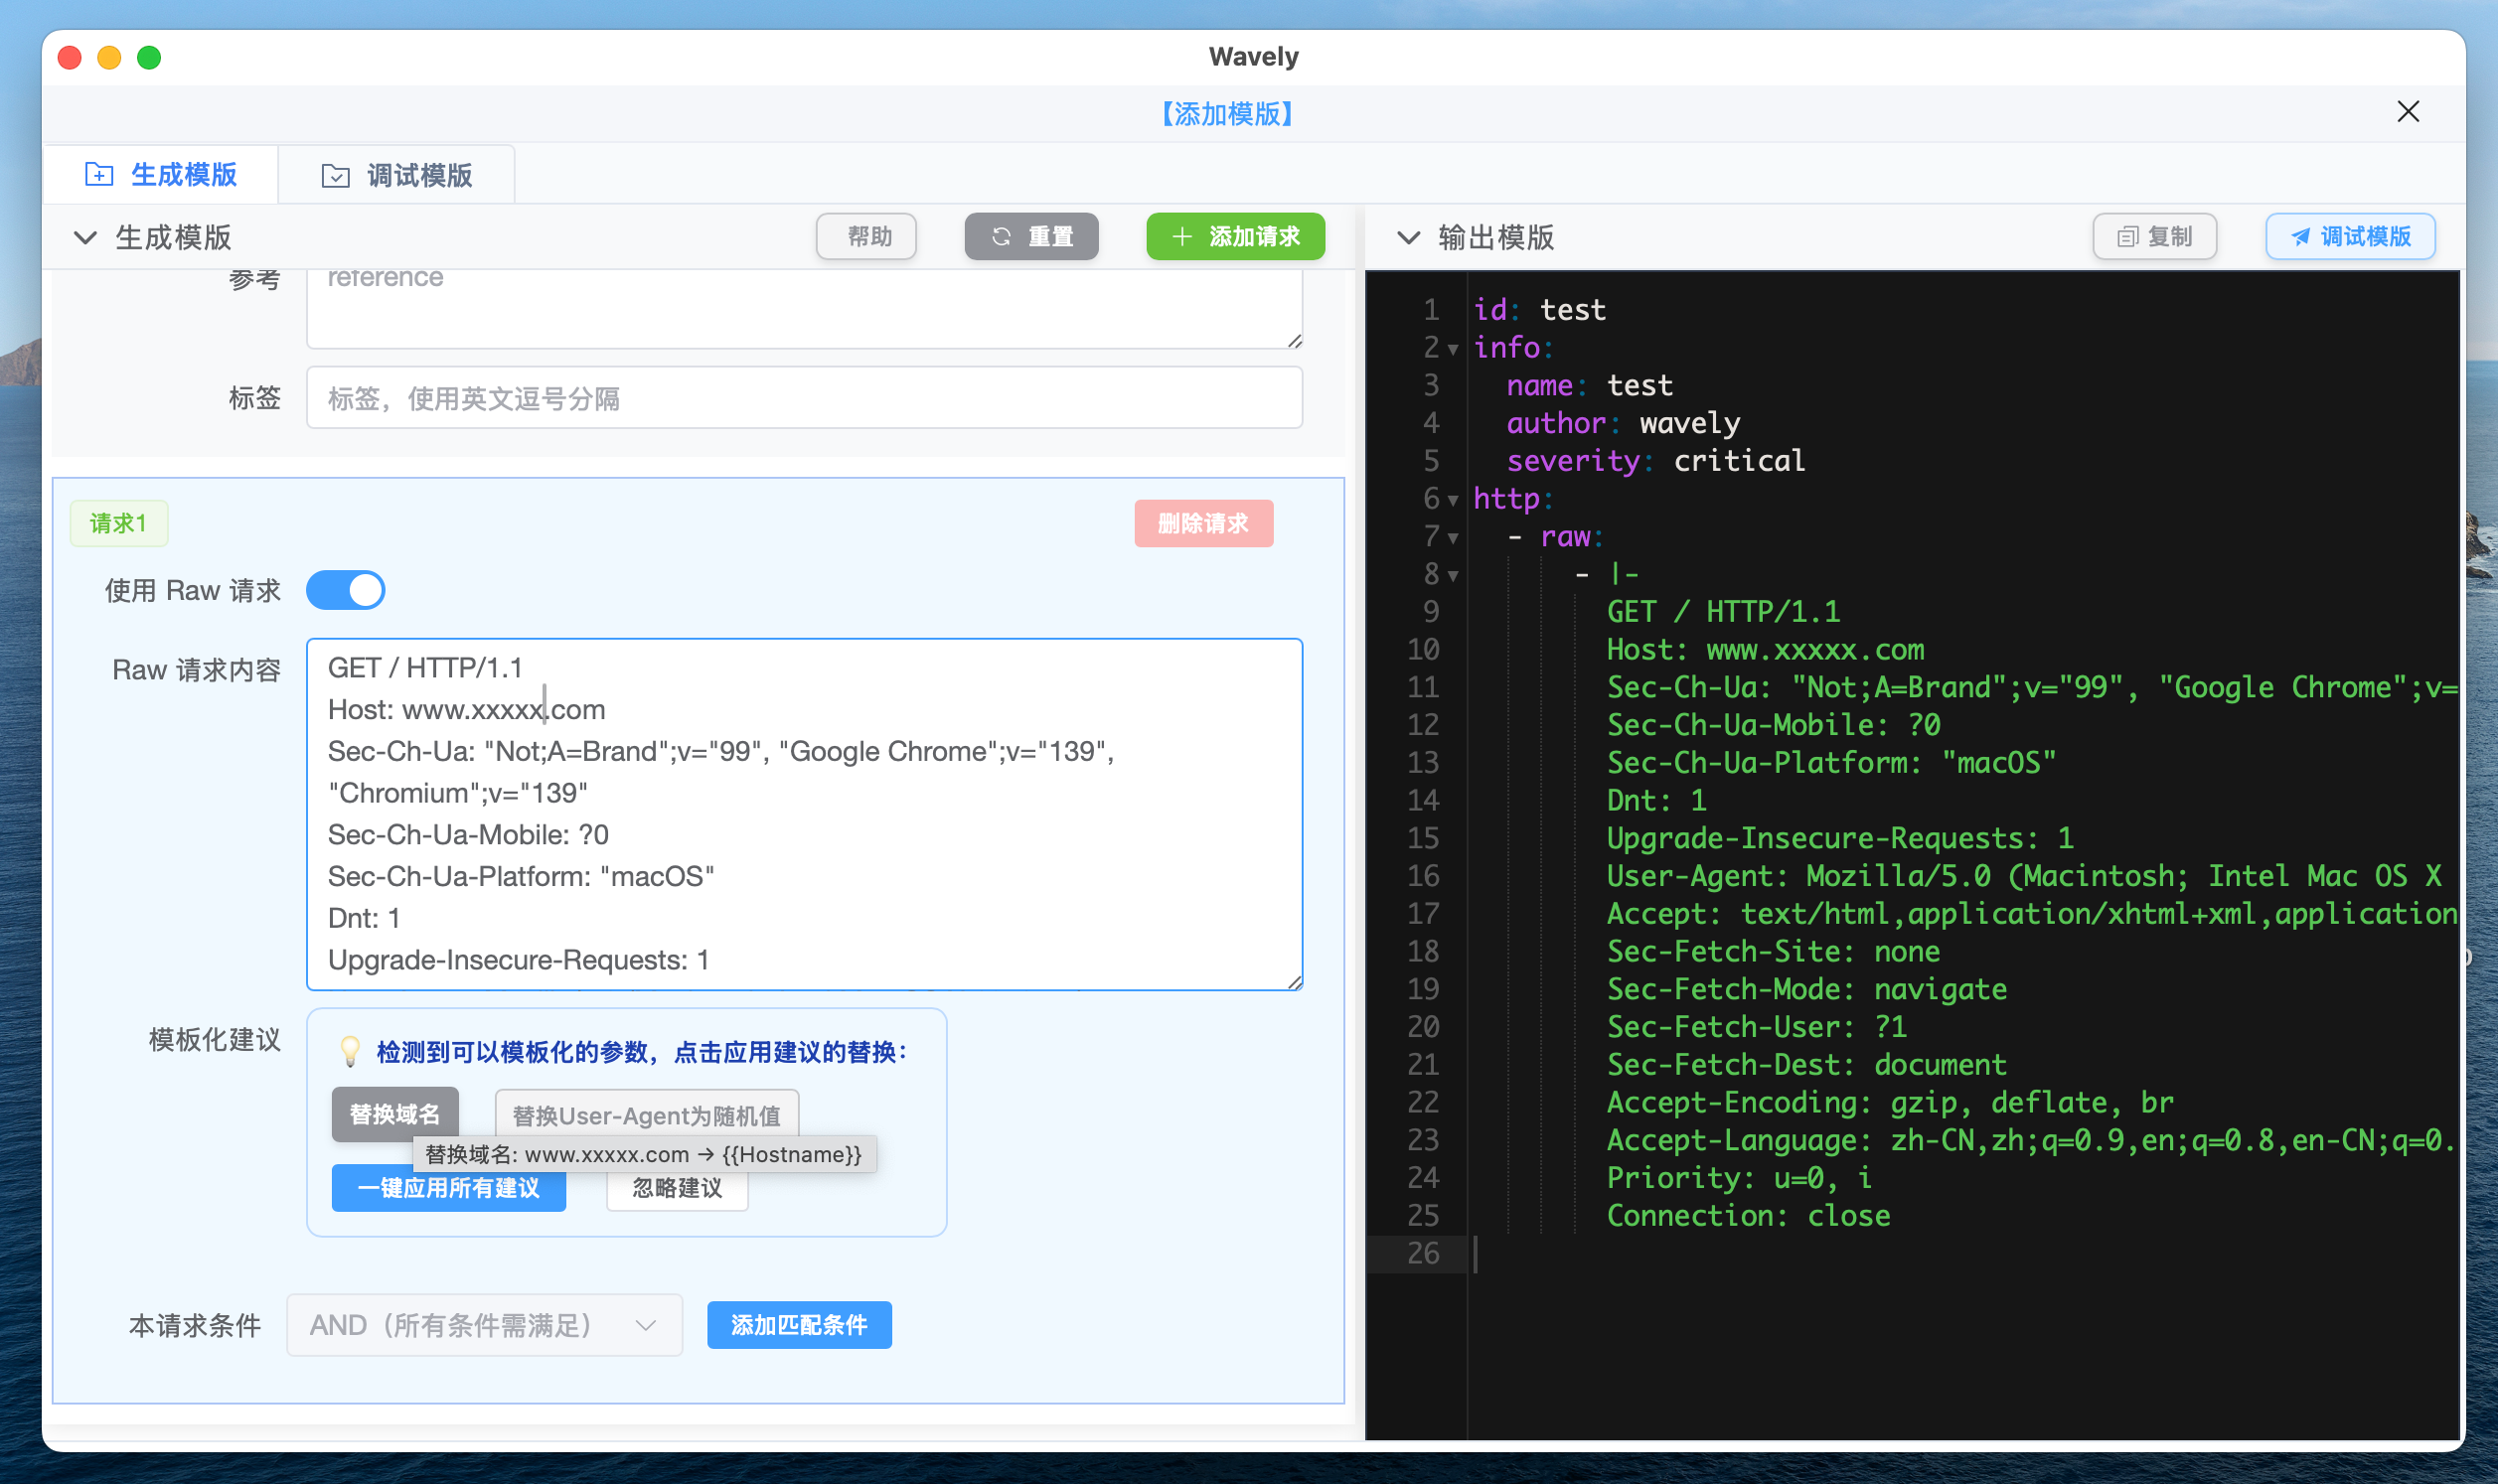 Wavely
【添加模版】
生成模版
调试模版
生成模版
帮助
重置
添加请求
参考
reference
标签
标签，使用英文逗号分隔
请求1
删除请求
使用 Raw 请求
Raw 请求内容
GET / HTTP/1.1
Host: www.xxxxx.com
Sec-Ch-Ua: "Not;A=Brand";v="99", "Google Chrome";v="139",
"Chromium";v="139"
Sec-Ch-Ua-Mobile: ?0
Sec-Ch-Ua-Platform: "macOS"
Dnt: 1
Upgrade-Insecure-Requests: 1
模板化建议
检测到可以模板化的参数，点击应用建议的替换：
替换域名
替换User-Agent为随机值
替换域名: www.xxxxx.com → {{Hostname}}
一键应用所有建议
忽略建议
本请求条件
AND（所有条件需满足）
添加匹配条件
输出模版
复制
调试模版
1 id: test
2 info:
3 name: test
4 author: wavely
5 severity: critical
6 http:
7 - raw:
8 - |-
9 GET / HTTP/1.1
10 Host: www.xxxxx.com
11 Sec-Ch-Ua: "Not;A=Brand";v="99", "Google Chrome";v=
12 Sec-Ch-Ua-Mobile: ?0
13 Sec-Ch-Ua-Platform: "macOS"
14 Dnt: 1
15 Upgrade-Insecure-Requests: 1
16 User-Agent: Mozilla/5.0 (Macintosh; Intel Mac OS X
17 Accept: text/html,application/xhtml+xml,application
18 Sec-Fetch-Site: none
19 Sec-Fetch-Mode: navigate
20 Sec-Fetch-User: ?1
21 Sec-Fetch-Dest: document
22 Accept-Encoding: gzip, deflate, br
23 Accept-Language: zh-CN,zh;q=0.9,en;q=0.8,en-CN;q=0.
24 Priority: u=0, i
25 Connection: close
26